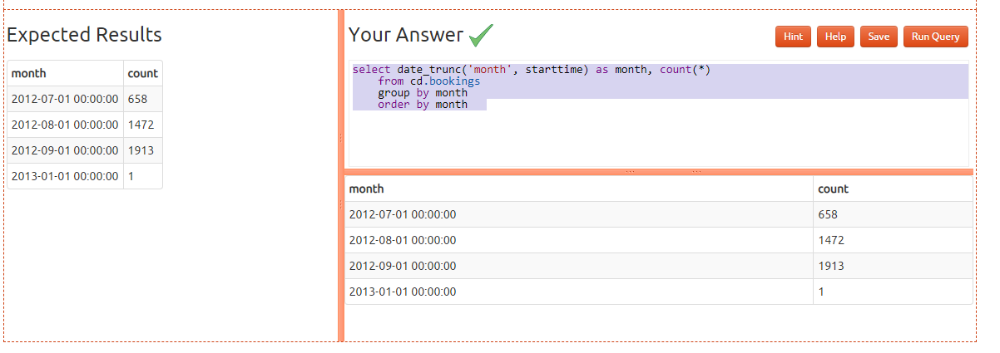 Expected Results
month count
2012-07-01 00:00:00 658
2012-08-01 00:00:00 1472
2012-09-01 00:00:00 1913
2013-01-01 00:00:00 1
Your Answer
Hint Help Save Run Query
select date_trunc('month', starttime) as month, count(*)
    from cd.bookings
    group by month
    order by month
month count
2012-07-01 00:00:00 658
2012-08-01 00:00:00 1472
2012-09-01 00:00:00 1913
2013-01-01 00:00:00 1